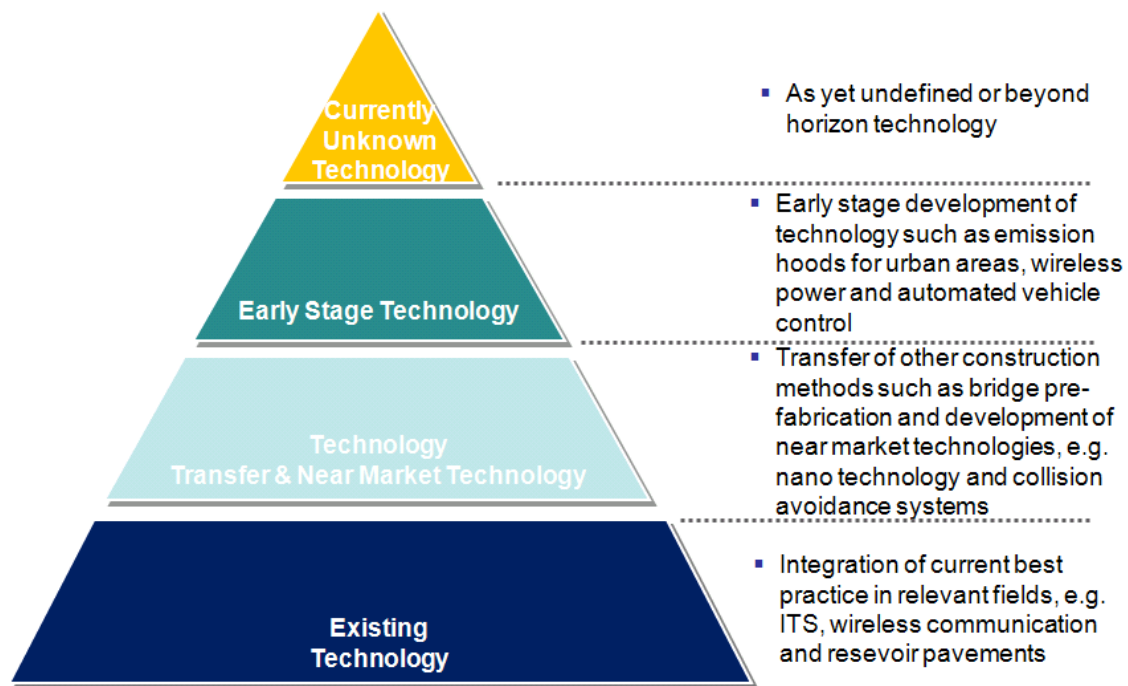 Currently
Unknown
Technology
▪ As yet undefined or beyond
horizon technology
Early Stage Technology
▪ Early stage development of
technology such as emission
hoods for urban areas, wireless
power and automated vehicle
control
Technology
Transfer & Near Market Technology
▪ Transfer of other construction
methods such as bridge pre-
fabrication and development of
near market technologies, e.g.
nano technology and collision
avoidance systems
Existing
Technology
▪ Integration of current best
practice in relevant fields, e.g.
ITS, wireless communication
and resevoir pavements